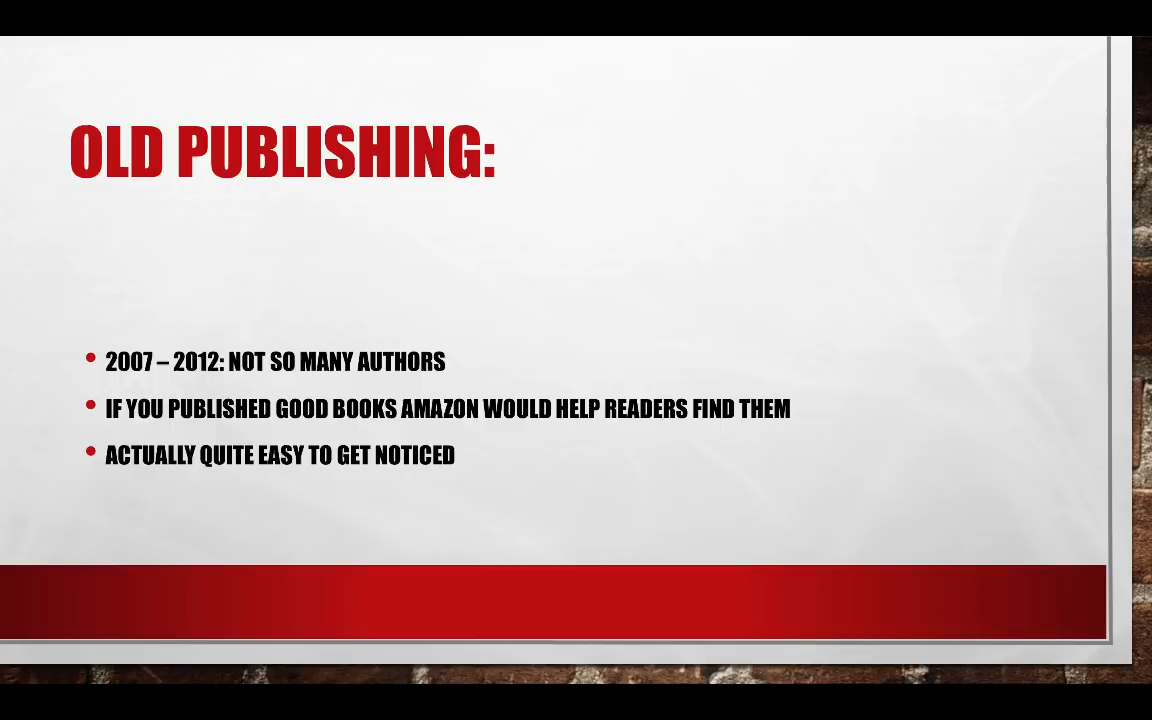 OLD PUBLISHING:
• 2007 – 2012: NOT SO MANY AUTHORS
• IF YOU PUBLISHED GOOD BOOKS AMAZON WOULD HELP READERS FIND THEM
• ACTUALLY QUITE EASY TO GET NOTICED